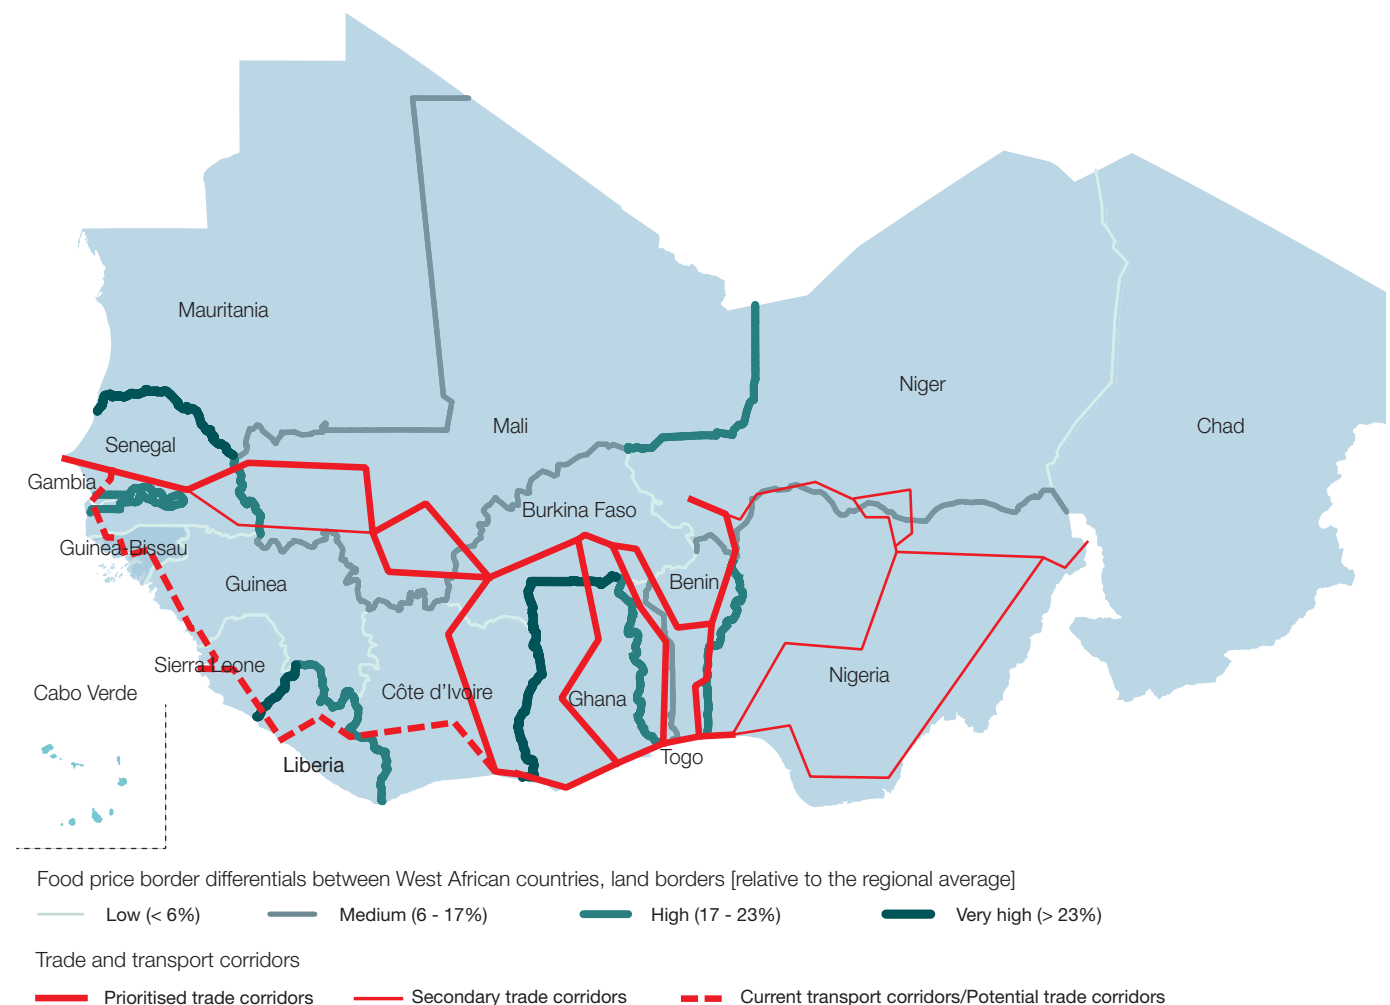 Mauritania
Niger
Mali
Chad
Senegal
Gambia
Burkina Faso
Guinea-Bissau
Guinea
Benin
Sierra Leone
Nigeria
Côte d'Ivoire
Cabo Verde
Ghana
Togo
Liberia
Food price border differentials between West African countries, land borders [relative to the regional average]
Low (< 6%) Medium (6 - 17%) High (17 - 23%) Very high (> 23%)
Trade and transport corridors
Prioritised trade corridors Secondary trade corridors Current transport corridors/Potential trade corridors